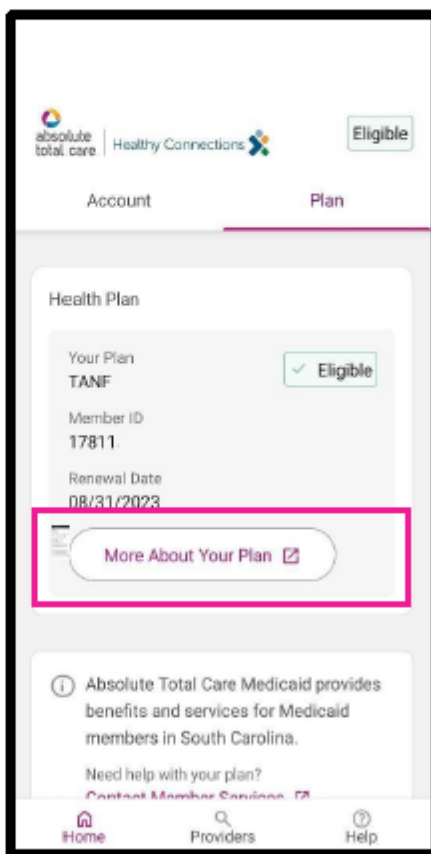 absolute
total care
Healthy Connections
Eligible
Account
Plan
Health Plan
Your Plan
Eligible
TANF
Member ID
17811
Renewal Date
08/31/2023
More About Your Plan
Absolute Total Care Medicaid provides
benefits and services for Medicaid
members in South Carolina.
Need help with your plan?
Contact Member Services
Home
Providers
Help